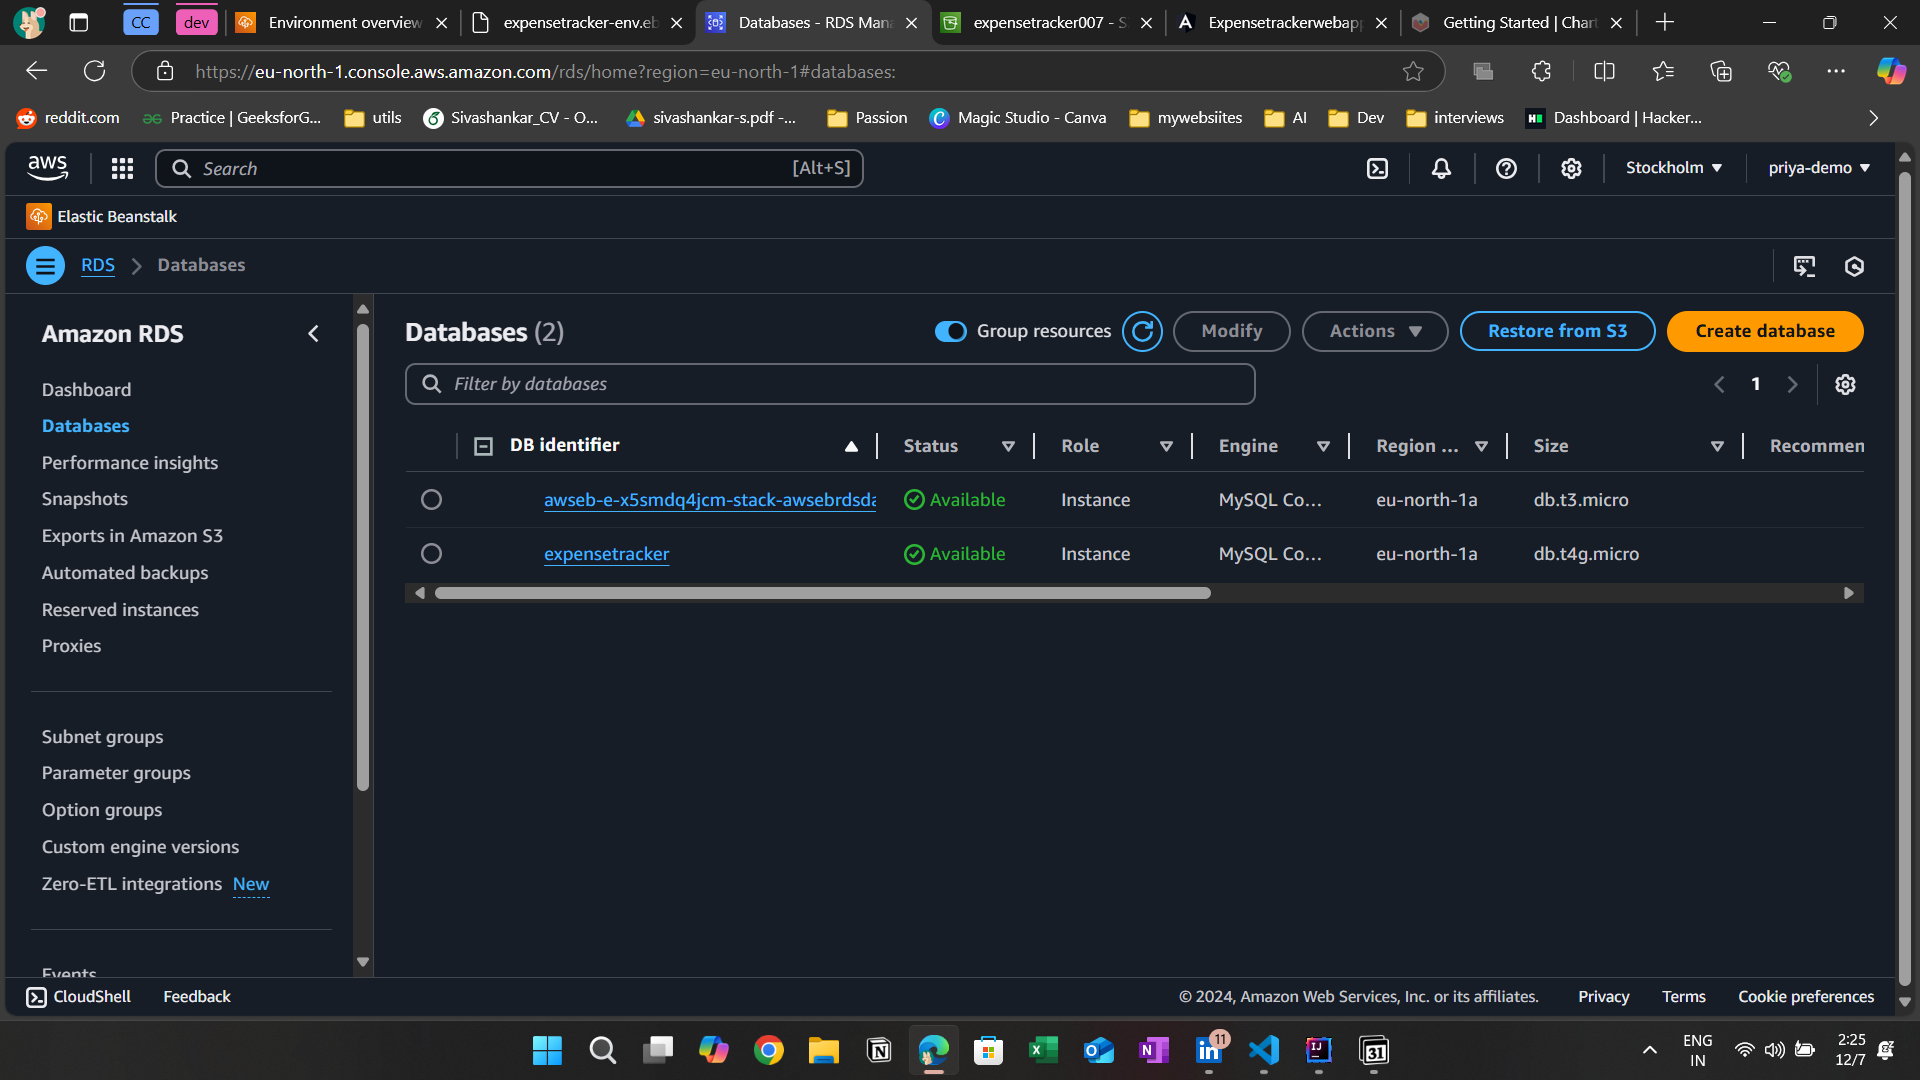 CC
dev
Environment overview
expensetracker-env.eb
Databases - RDS Mana
expensetracker007 - S
Expensetrackerwebapp
Getting Started | Chart
https://eu-north-1.console.aws.amazon.com/rds/home?region=eu-north-1#databases:
reddit.com
Practice | GeeksforG...
utils
Sivashankar_CV - O...
sivashankar-s.pdf -...
Passion
Magic Studio - Canva
mywebsiites
AI
Dev
interviews
Dashboard | Hacker...
aws
Search
[Alt+S]
Stockholm
priya-demo
Elastic Beanstalk
RDS
Databases
Amazon RDS
Dashboard
Databases
Performance insights
Snapshots
Exports in Amazon S3
Automated backups
Reserved instances
Proxies
Subnet groups
Parameter groups
Option groups
Custom engine versions
Zero-ETL integrations New
Events
Databases (2)
Group resources
Modify
Actions
Restore from S3
Create database
Filter by databases
1
DB identifier Status Role Engine Region ... Size Recommen
awseb-e-x5smdq4jcm-stack-awsebrdsda Available Instance MySQL Co... eu-north-1a db.t3.micro
expensetracker Available Instance MySQL Co... eu-north-1a db.t4g.micro
CloudShell
Feedback
© 2024, Amazon Web Services, Inc. or its affiliates.
Privacy
Terms
Cookie preferences
11
31
ENG
IN
2:25
12/7